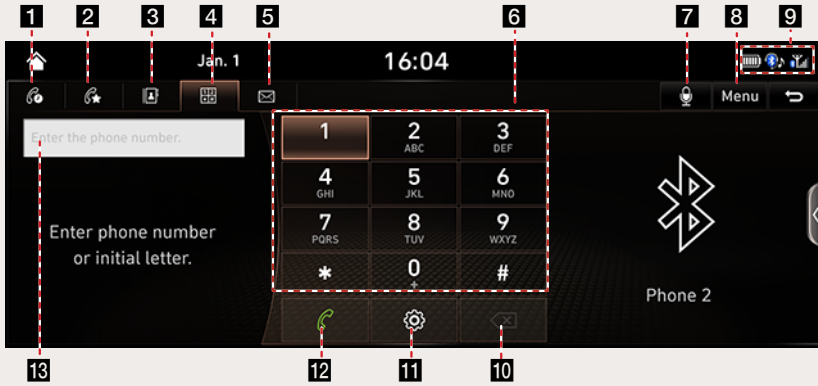 1 2 3 4 5 6 7 8 9
Jan. 1 16:04
Menu
Enter the phone number.
1 2 3
ABC DEF
4 5 6
GHI JKL MNO
Enter phone number
or initial letter.
7 8 9
PQRS TUV WXYZ
* 0 #
+
Phone 2
13 12 11 10